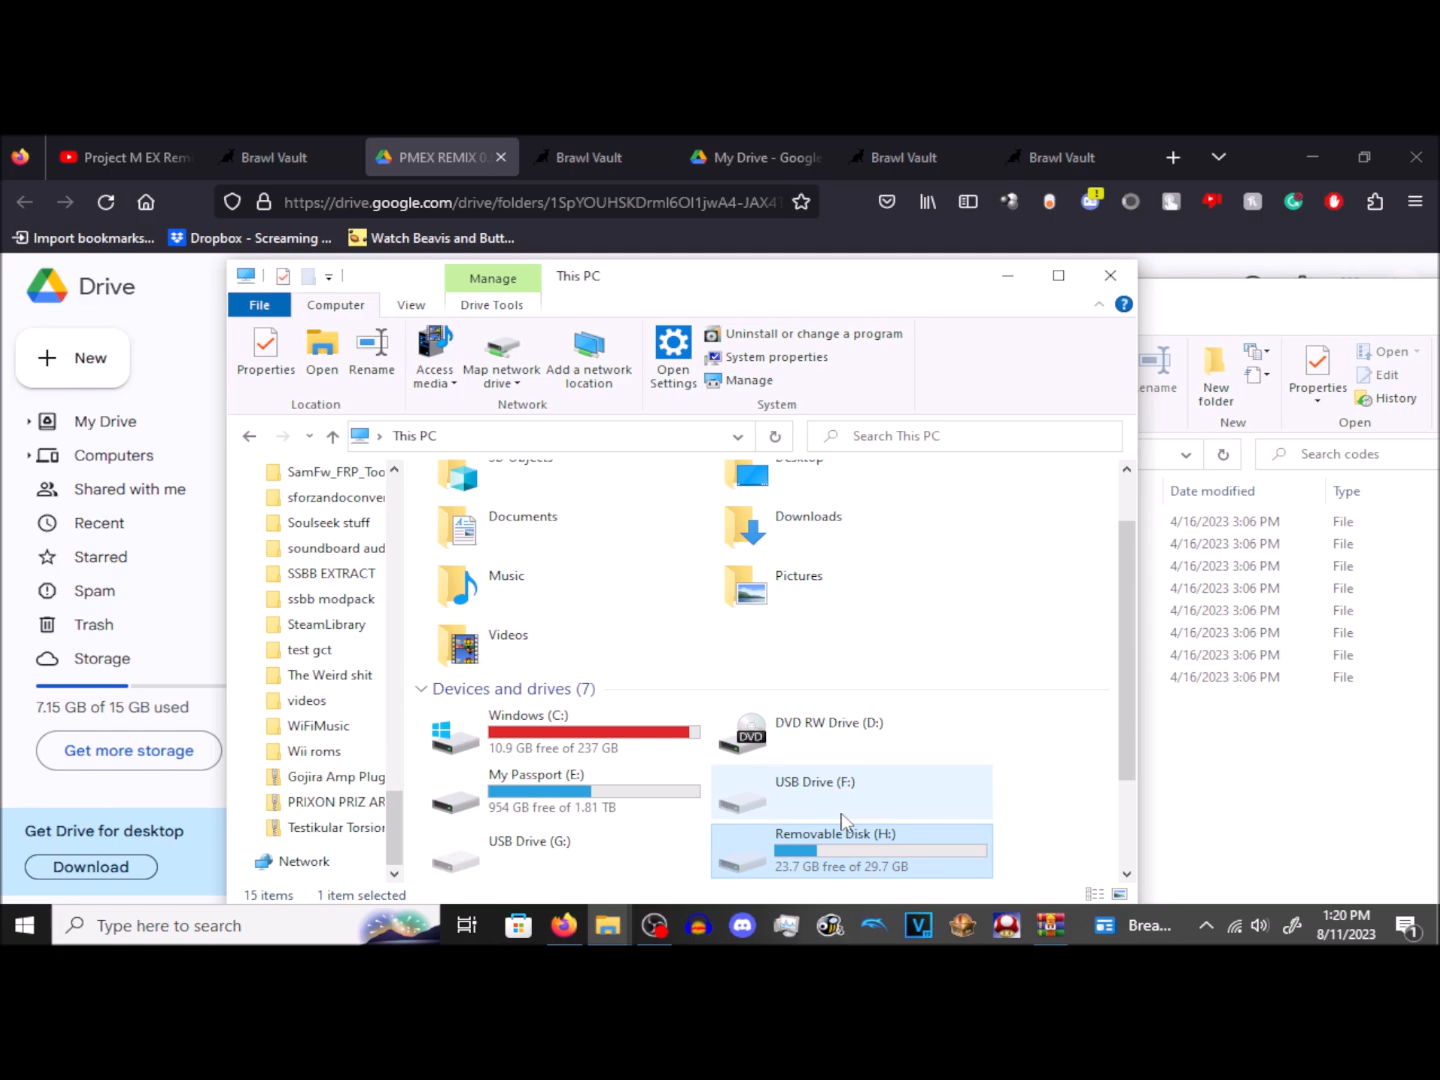 Project M EX Rem
Brawl Vault
PMEX REMIX 0.
Brawl Vault
My Drive - Google
Brawl Vault
Brawl Vault
https://drive.google.com/drive/folders/1SpYOUHSKDrml6OI1jwA4-JAX4
Import bookmarks...
Dropbox - Screaming ...
Watch Beavis and Butt...
Drive
New
My Drive
Computers
Shared with me
Recent
Starred
Spam
Trash
Storage
7.15 GB of 15 GB used
Get more storage
Get Drive for desktop
Download
Manage
This PC
File
Computer
View
Drive Tools
Properties
Open
Rename
Location
Access media
Map network drive
Add a network location
Network
Open Settings
Uninstall or change a program
System properties
Manage
System
This PC
Search This PC
SamFw_FRP_Too
sforzandoconver
Soulseek stuff
soundboard aud
SSBB EXTRACT
ssbb modpack
SteamLibrary
test gct
The Weird shit
videos
WiFiMusic
Wii roms
Gojira Amp Plug
PRIXON PRIZ AR
Testikular Torsion
Network
3D Objects
Desktop
Documents
Downloads
Music
Pictures
Videos
Devices and drives (7)
Windows (C:)
10.9 GB free of 237 GB
DVD RW Drive (D:)
DVD
My Passport (E:)
954 GB free of 1.81 TB
USB Drive (F:)
USB Drive (G:)
Removable Disk (H:)
23.7 GB free of 29.7 GB
15 items
1 item selected
ename
New folder
New
Properties
Open
Edit
History
Open
Search codes
Date modified
Type
4/16/2023 3:06 PM File
4/16/2023 3:06 PM File
4/16/2023 3:06 PM File
4/16/2023 3:06 PM File
4/16/2023 3:06 PM File
4/16/2023 3:06 PM File
4/16/2023 3:06 PM File
4/16/2023 3:06 PM File
Type here to search
Brea...
1:20 PM
8/11/2023
1